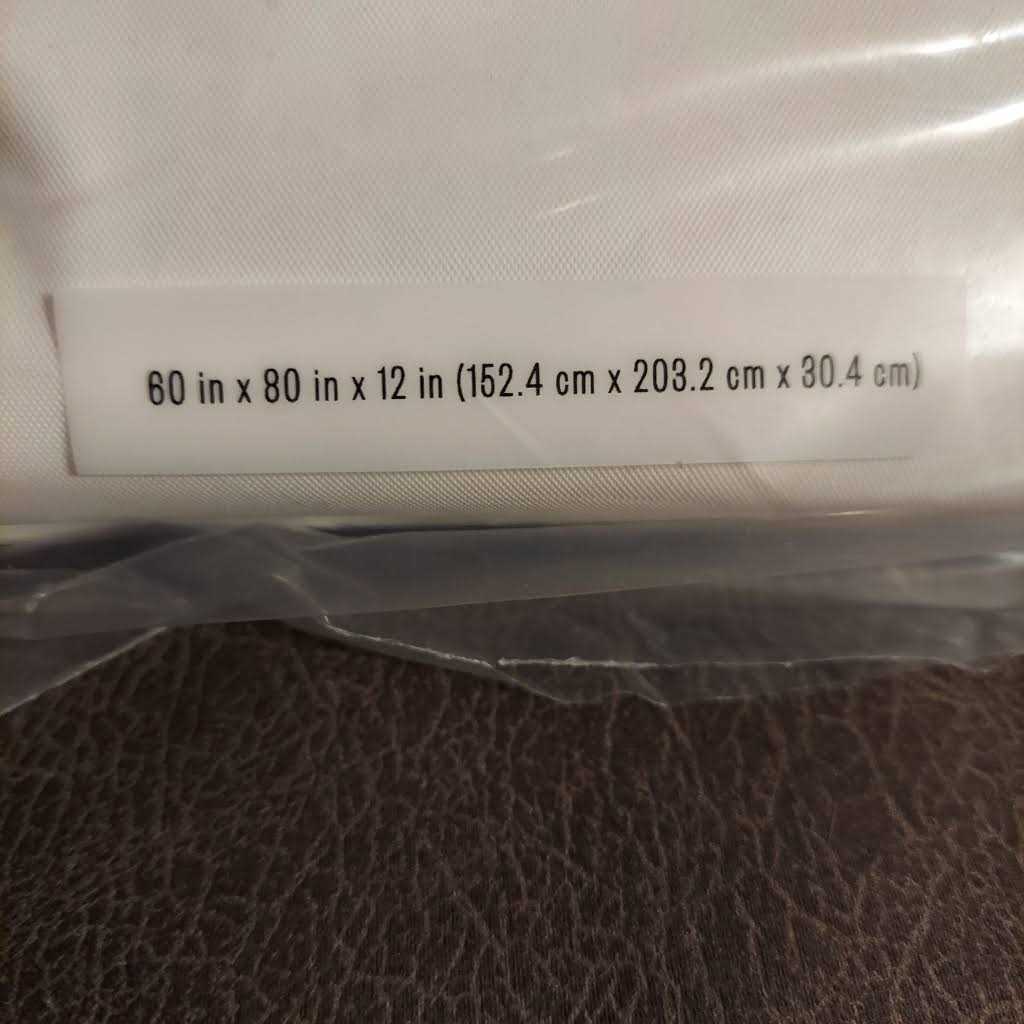 60 in x 80 in x 12 in (152.4 cm x 203.2 cm x 30.4 cm)